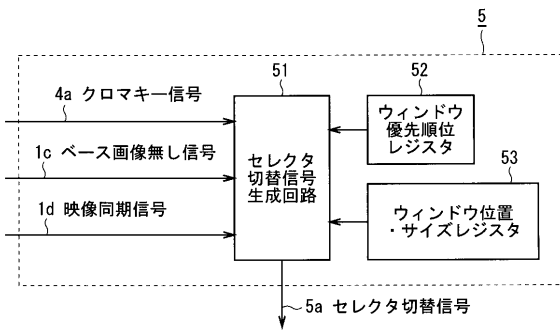 5
51
52
53
4a クロマキー信号
1c ベース画像無し信号
1d 映像同期信号
セレクタ
切替信号
生成回路
ウィンドウ
優先順位
レジスタ
ウィンドウ位置
・サイズレジスタ
5a セレクタ切替信号